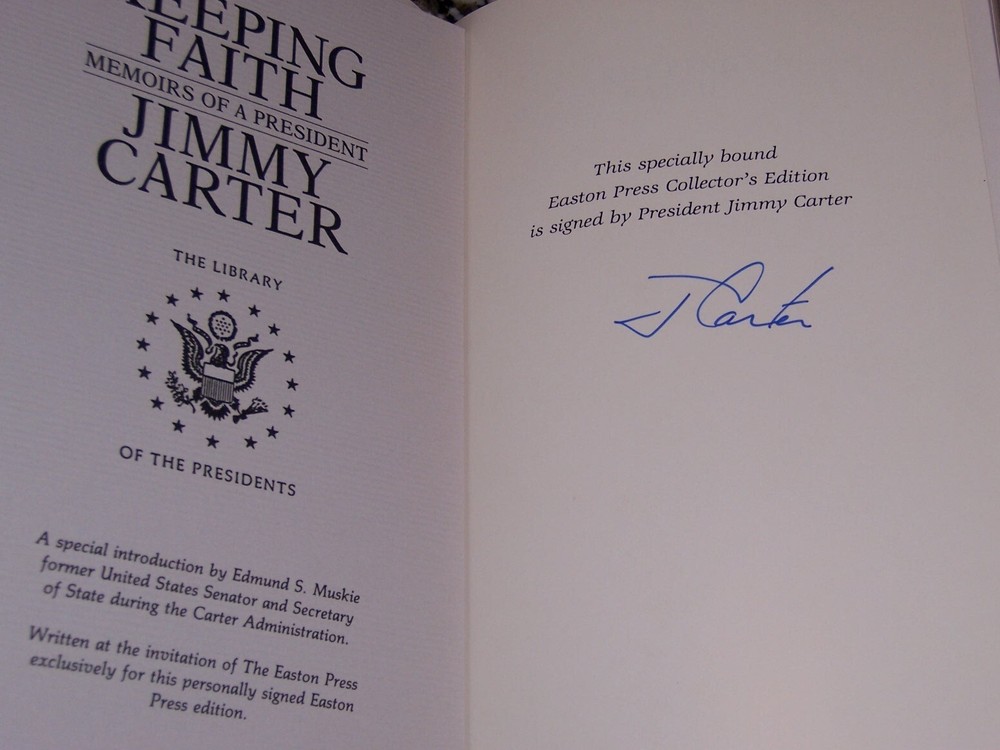 KEEPING
FAITH
MEMOIRS OF A PRESIDENT
JIMMY
CARTER
THE LIBRARY
OF THE PRESIDENTS
A special introduction by Edmund S. Muskie
former United States Senator and Secretary
of State during the Carter Administration.
Written at the invitation of The Easton Press
exclusively for this personally signed Easton
Press edition.
This specially bound
Easton Press Collector's Edition
is signed by President Jimmy Carter
J Carter